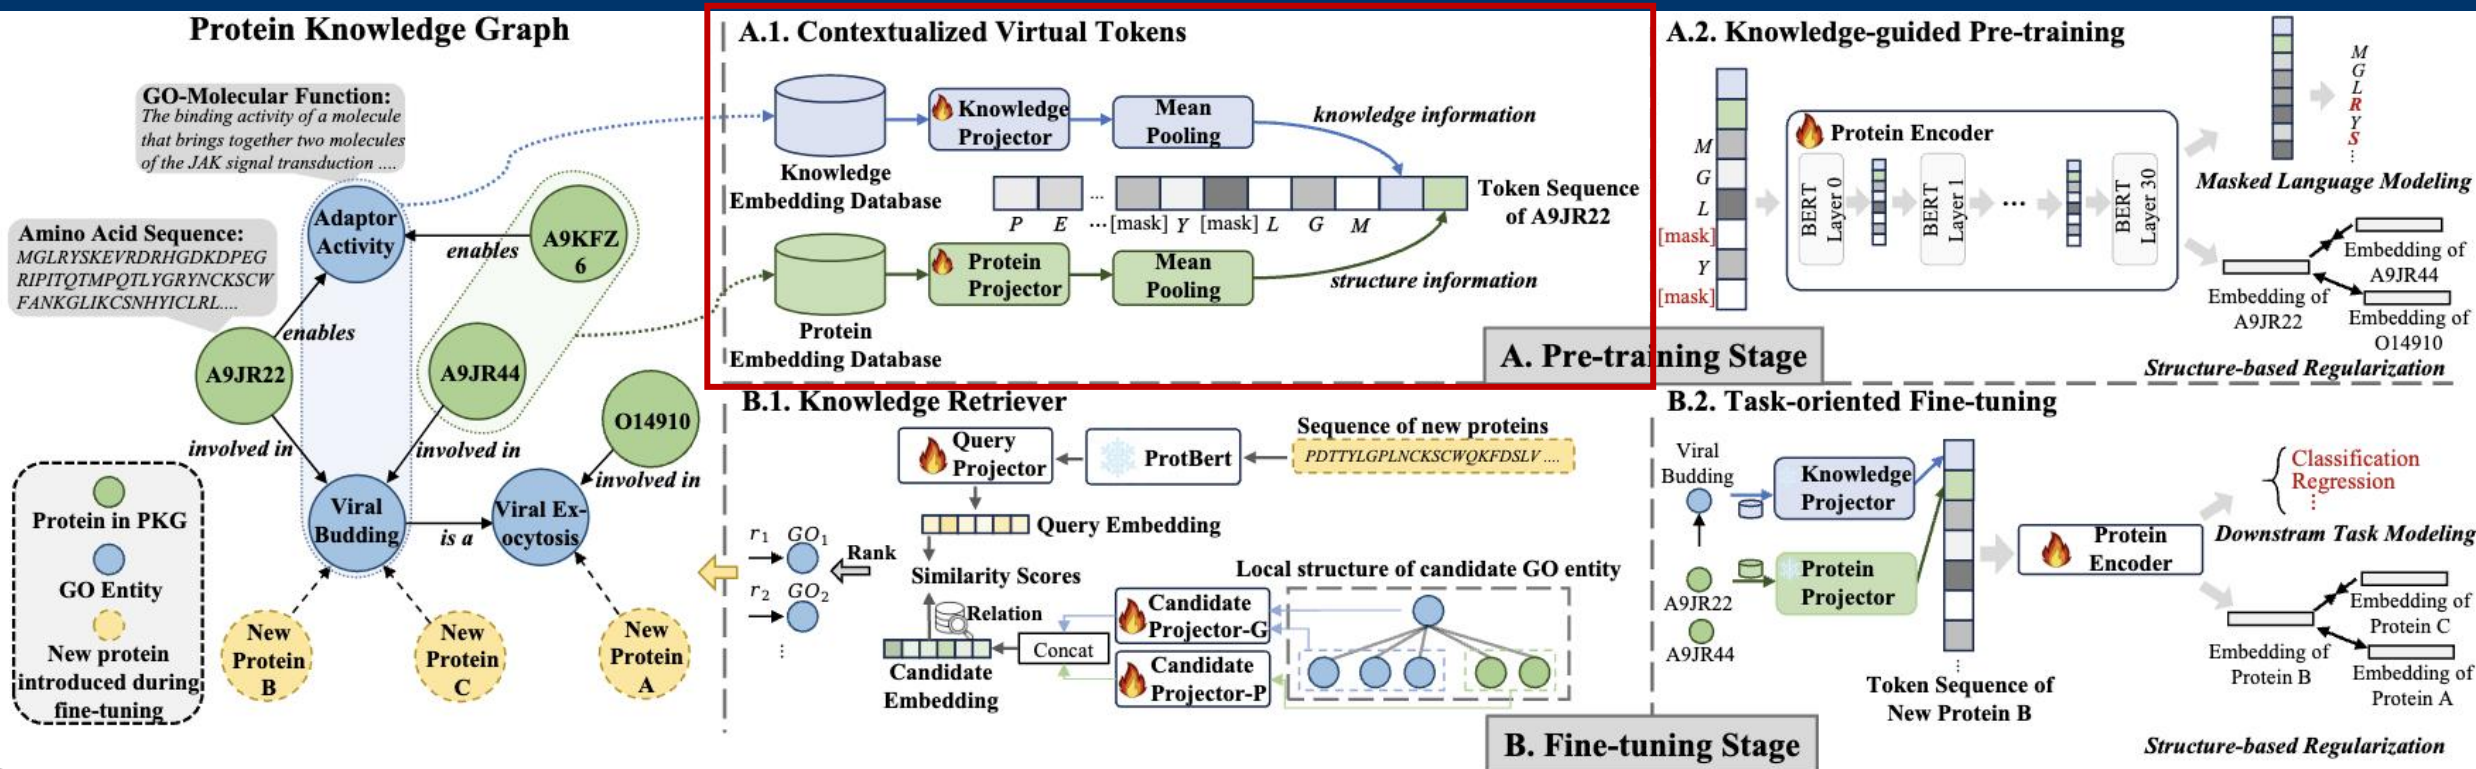 Protein Knowledge Graph
GO-Molecular Function:
The binding activity of a molecule
that brings together two molecules
of the JAK signal transduction ....
Adaptor
Activity
A9KFZ
6
enables
Amino Acid Sequence:
MGLRYSKEVRDRHGDKDPEG
RIPITQTMPQTLYGRYNCKSCW
FANKGLIKCSNHYICLRL....
enables
A9JR22
A9JR44
O14910
involved in
involved in
involved in
Viral
Budding
is a
Viral Ex-
ocytosis
Protein in PKG
GO Entity
New protein
introduced during
fine-tuning
New
Protein
B
New
Protein
C
New
Protein
A
A.1. Contextualized Virtual Tokens
Knowledge
Projector
Mean
Pooling
knowledge information
Knowledge
Embedding Database
...
P E ...[mask] Y [mask] L G M
Token Sequence
of A9JR22
Protein
Projector
Mean
Pooling
structure information
Protein
Embedding Database
A. Pre-training Stage
A.2. Knowledge-guided Pre-training
M
G
L
[mask]
Y
[mask]
Protein Encoder
BERT
Layer 0
BERT
Layer 1
...
BERT
Layer 30
M
G
L
R
Y
S
⋮
Masked Language Modeling
Embedding of
A9JR44
Embedding of
A9JR22
Embedding of
O14910
Structure-based Regularization
B.1. Knowledge Retriever
Query
Projector
ProtBert
Sequence of new proteins
PDTTYLGPLNCKSCWQKFDSLV ....
Query Embedding
r1 GO1
r2 GO2
⋮
Rank
Similarity Scores
Relation
Candidate
Embedding
Concat
Candidate
Projector-G
Candidate
Projector-P
Local structure of candidate GO entity
B. Fine-tuning Stage
B.2. Task-oriented Fine-tuning
Viral
Budding
A9JR22
A9JR44
Knowledge
Projector
Protein
Projector
⋮
Token Sequence of
New Protein B
Protein
Encoder
Classification
Regression
⋮
Downstram Task Modeling
Embedding of
Protein C
Embedding of
Protein B
Embedding of
Protein A
Structure-based Regularization